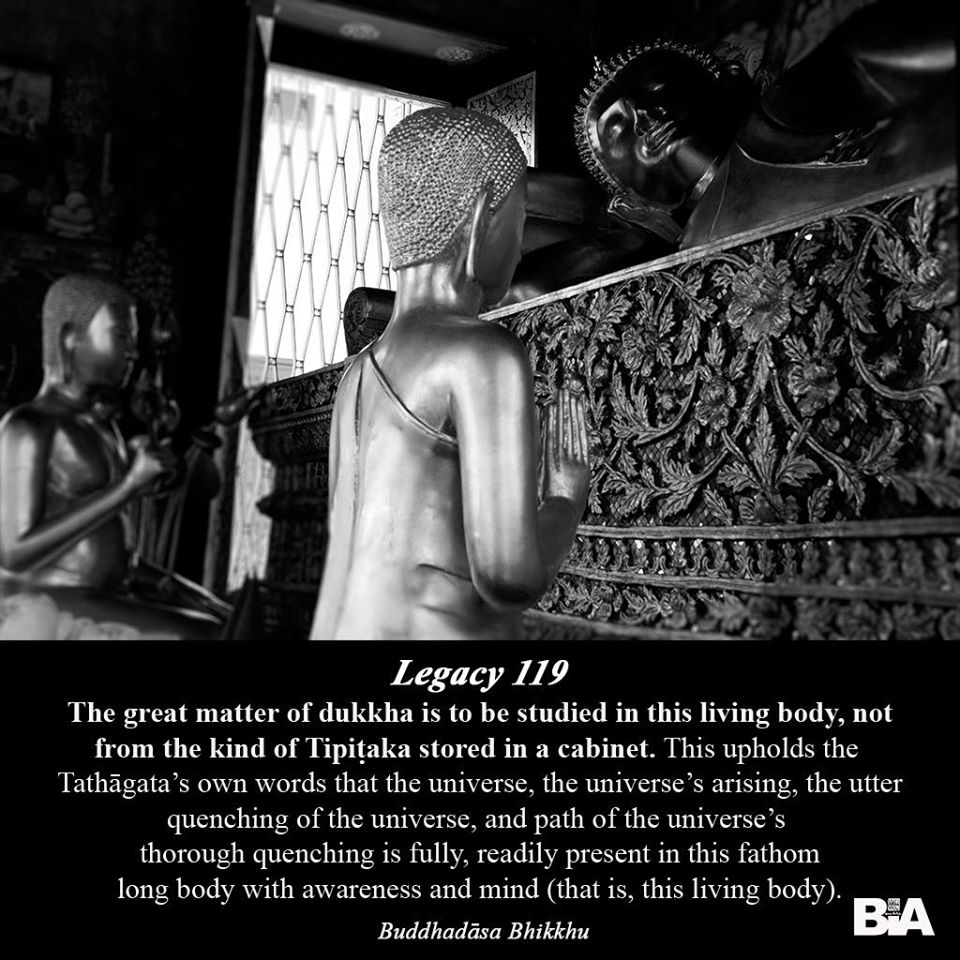 Legacy 119
The great matter of dukkha is to be studied in this living body, not
from the kind of Tipiṭaka stored in a cabinet. This upholds the
Tathāgata’s own words that the universe, the universe’s arising, the utter
quenching of the universe, and path of the universe’s
thorough quenching is fully, readily present in this fathom
long body with awareness and mind (that is, this living body).
Buddhadāsa Bhikkhu
BIA